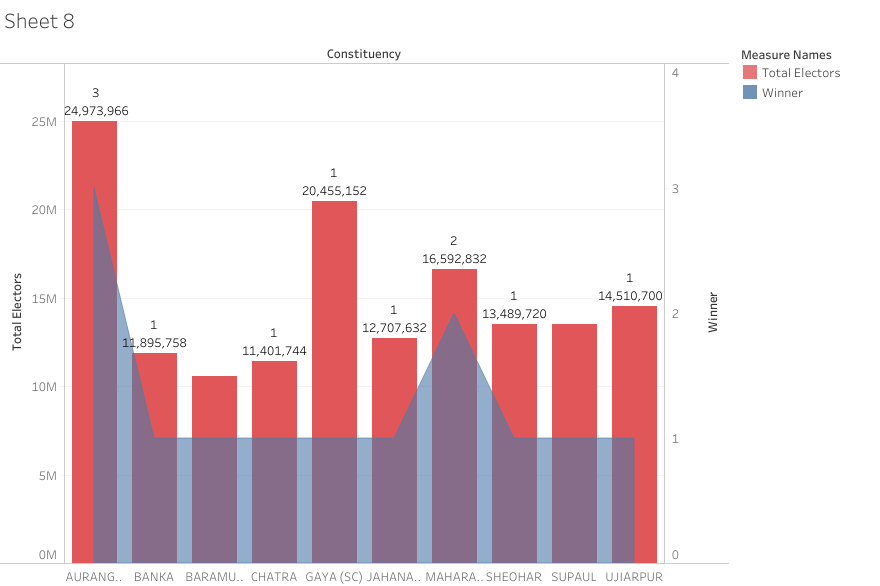 Sheet 8
Constituency
Measure Names
Total Electors
Winner
4
3
24,973,966
25M
3
1
20,455,152
20M
2
16,592,832
1
14,510,700
15M
1
13,489,720
2
1
12,707,632
1
11,895,758
1
11,401,744
10M
1
5M
0M
0
Total Electors
Winner
AURANG.. BANKA BARAMU.. CHATRA GAYA (SC) JAHANA.. MAHARA.. SHEOHAR SUPAUL UJIARPUR